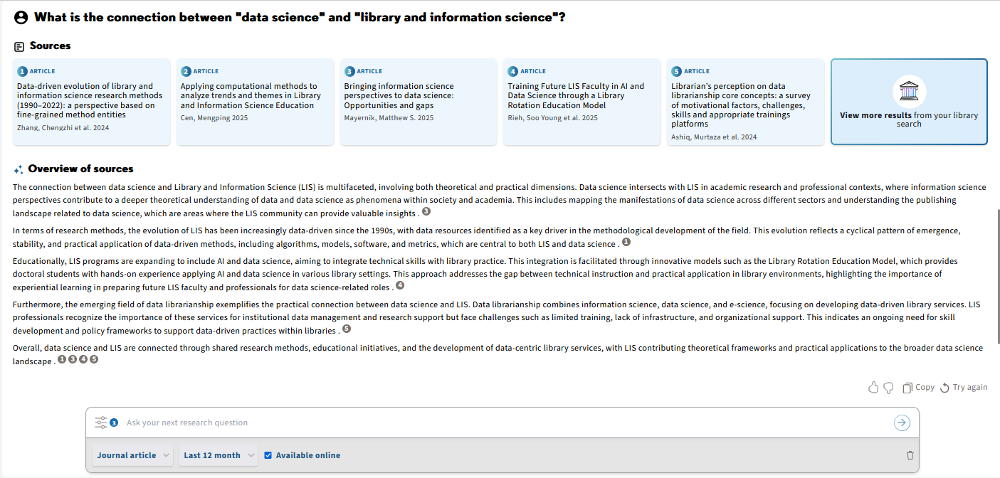 What is the connection between "data science" and "library and information science"?
Sources
1 ARTICLE
Data-driven evolution of library and
information science research methods
(1990–2022): a perspective based on
fine-grained method entities
Zhang, Chengzhi et al. 2024
2 ARTICLE
Applying computational methods to
analyze trends and themes in Library
and Information Science Education
Cen, Mengping 2025
3 ARTICLE
Bringing information science
perspectives to data science:
Opportunities and gaps
Mayernik, Matthew S. 2025
4 ARTICLE
Training Future LIS Faculty in AI and
Data Science through a Library
Rotation Education Model
Rieh, Soo Young et al. 2025
5 ARTICLE
Librarian's perception on data
librarianship core concepts: a survey
of motivational factors, challenges,
skills and appropriate trainings
platforms
Ashiq, Murtaza et al. 2024
View more results from your library
search
Overview of sources
The connection between data science and Library and Information Science (LIS) is multifaceted, involving both theoretical and practical dimensions. Data science intersects with LIS in academic research and professional contexts, where information science
perspectives contribute to a deeper theoretical understanding of data and data science as phenomena within society and academia. This includes mapping the manifestations of data science across different sectors and understanding the publishing
landscape related to data science, which are areas where the LIS community can provide valuable insights . 3
In terms of research methods, the evolution of LIS has been increasingly data-driven since the 1990s, with data resources identified as a key driver in the methodological development of the field. This evolution reflects a cyclical pattern of emergence,
stability, and practical application of data-driven methods, including algorithms, models, software, and metrics, which are central to both LIS and data science . 1
Educationally, LIS programs are expanding to include AI and data science, aiming to integrate technical skills with library practice. This integration is facilitated through innovative models such as the Library Rotation Education Model, which provides
doctoral students with hands-on experience applying AI and data science in various library settings. This approach addresses the gap between technical instruction and practical application in library environments, highlighting the importance of
experiential learning in preparing future LIS faculty and professionals for data science-related roles . 4
Furthermore, the emerging field of data librarianship exemplifies the practical connection between data science and LIS. Data librarianship combines information science, data science, and e-science, focusing on developing data-driven library services. LIS
professionals recognize the importance of these services for institutional data management and research support but face challenges such as limited training, lack of infrastructure, and organizational support. This indicates an ongoing need for skill
development and policy frameworks to support data-driven practices within libraries . 5
Overall, data science and LIS are connected through shared research methods, educational initiatives, and the development of data-centric library services, with LIS contributing theoretical frameworks and practical applications to the broader data science
landscape . 1 3 4 5
Copy Try again
3 Ask your next research question
Journal article Last 12 month Available online